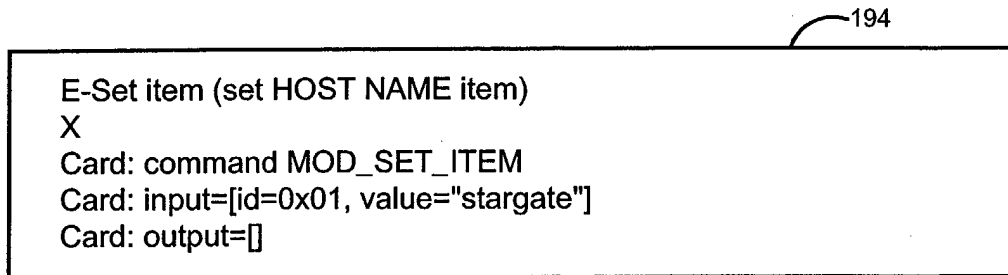 194
E-Set item (set HOST NAME item)
X
Card: command MOD_SET_ITEM
Card: input=[id=0x01, value="stargate"]
Card: output=[]